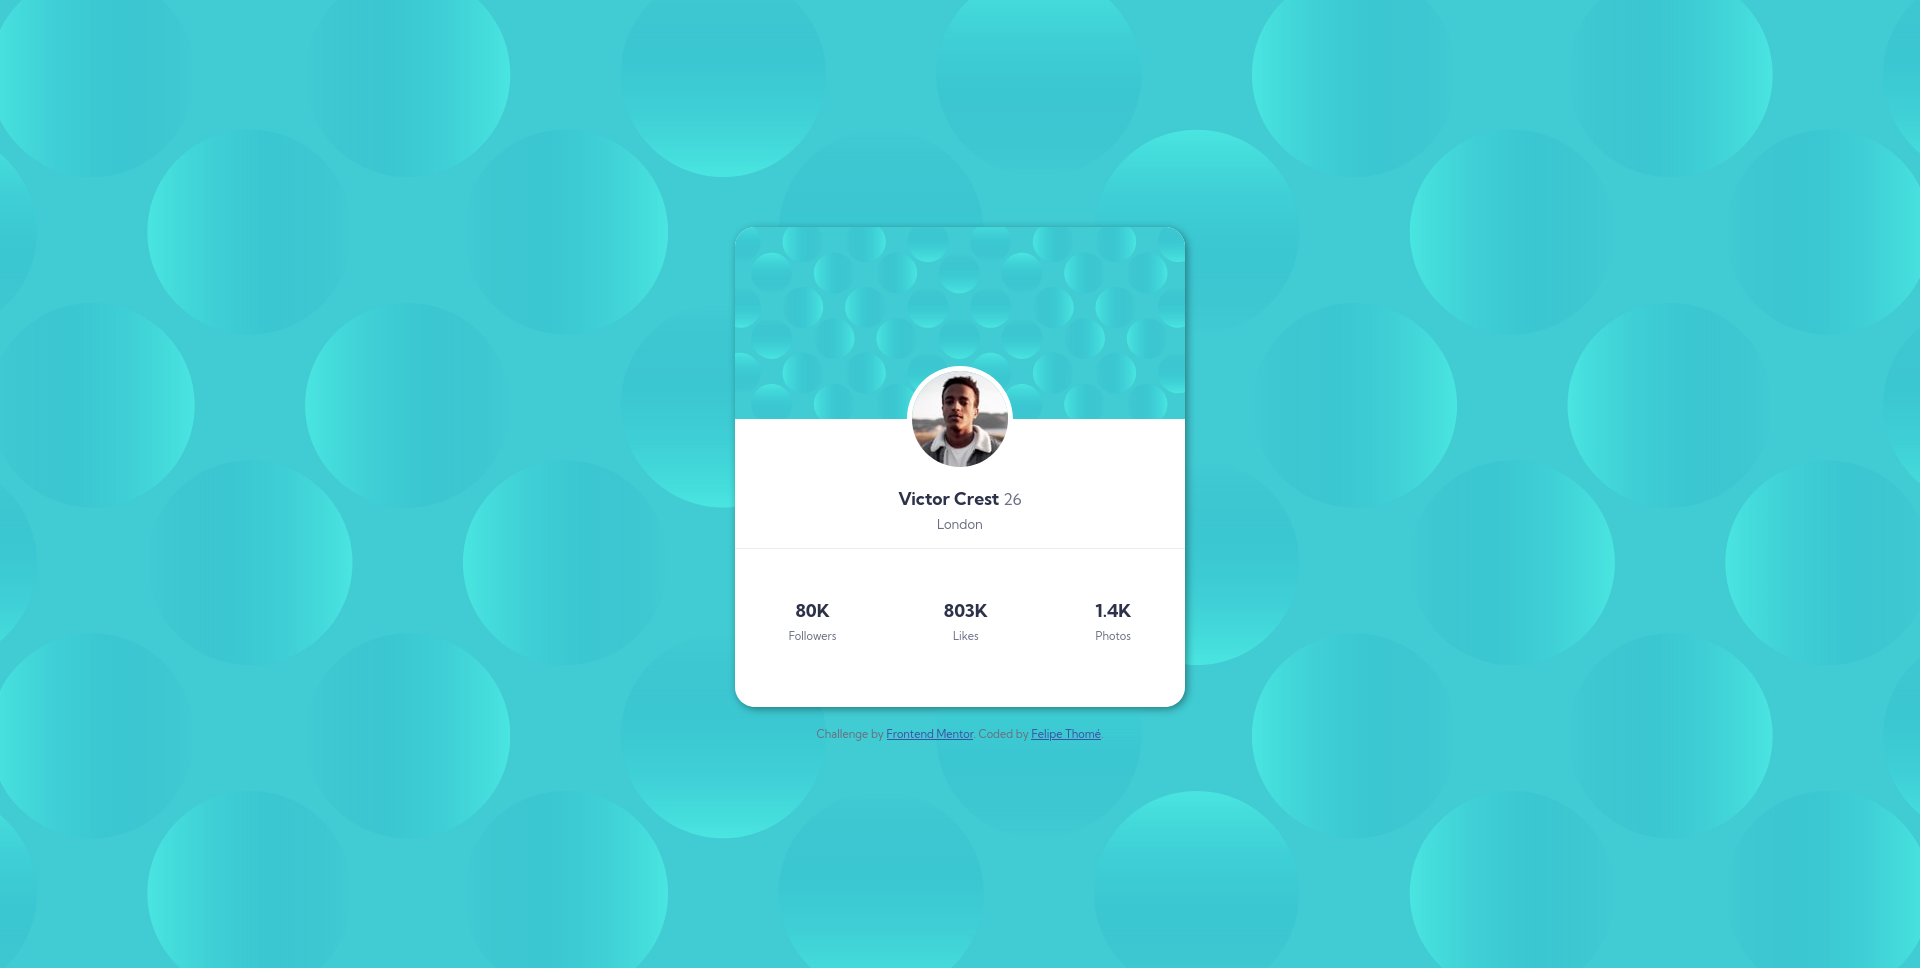 Victor Crest 26
London
80K 803K 1.4K
Followers Likes Photos
Challenge by Frontend Mentor. Coded by Felipe Thomé.